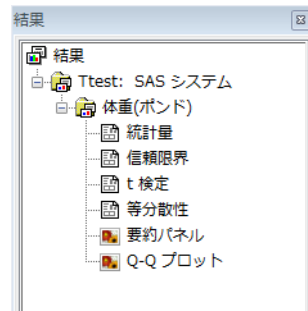 結果
結果
Ttest: SAS システム
体重(ポンド)
統計量
信頼限界
t 検定
等分散性
要約パネル
Q-Q プロット